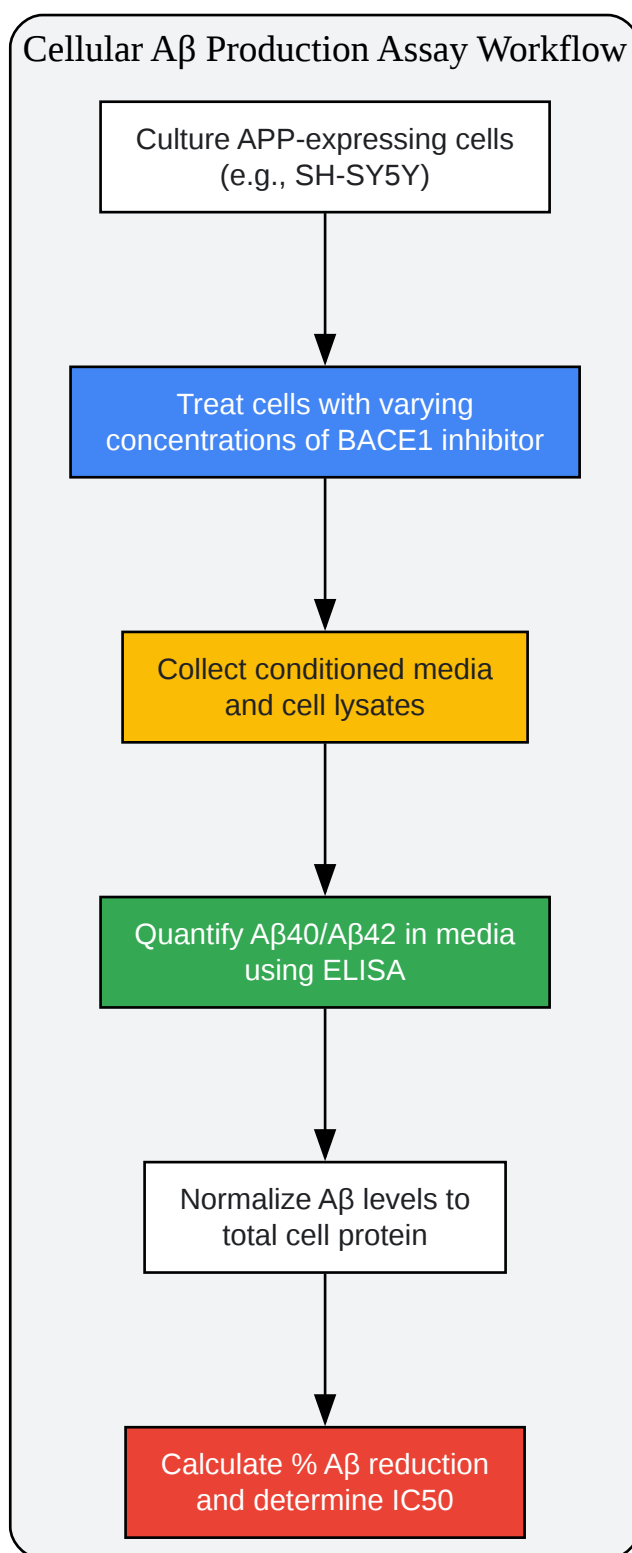 Cellular Aβ Production Assay Workflow
Culture APP-expressing cells
(e.g., SH-SY5Y)
Treat cells with varying
concentrations of BACE1 inhibitor
Collect conditioned media
and cell lysates
Quantify Aβ40/Aβ42 in media
using ELISA
Normalize Aβ levels to
total cell protein
Calculate % Aβ reduction
and determine IC50